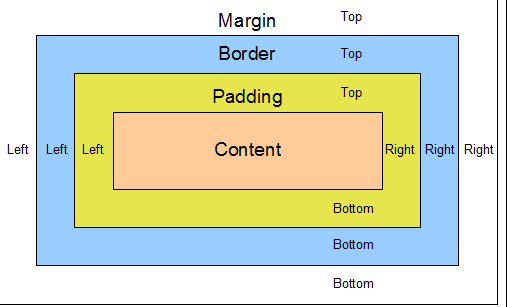 Margin Top
Border Top
Padding Top
Left Left Left Content Right Right Right
Bottom
Bottom
Bottom